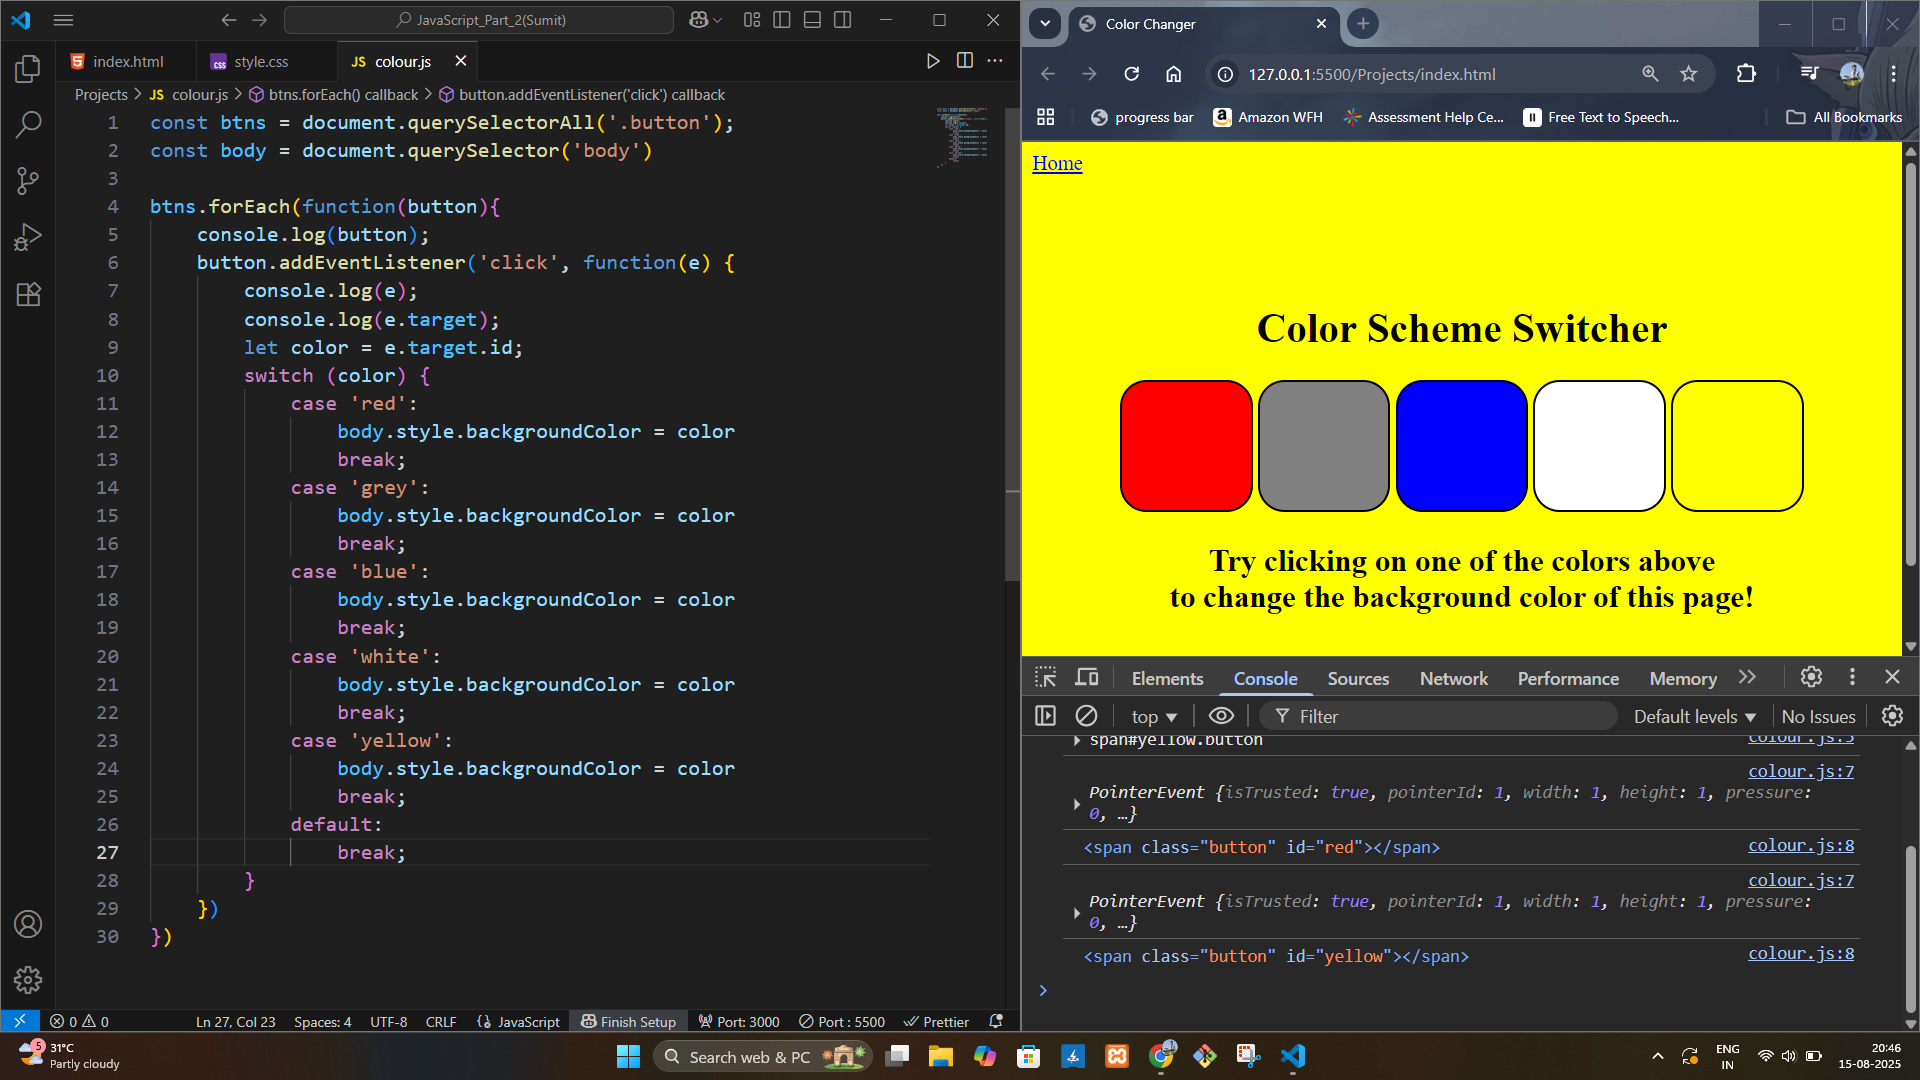 JavaScript_Part_2(Sumit)
index.html
style.css
JS colour.js
Projects > JS colour.js > btns.forEach() callback > button.addEventListener('click') callback
1 const btns = document.querySelectorAll('.button');
2 const body = document.querySelector('body')
3
4 btns.forEach(function(button){
5 console.log(button);
6 button.addEventListener('click', function(e) {
7 console.log(e);
8 console.log(e.target);
9 let color = e.target.id;
10 switch (color) {
11 case 'red':
12 body.style.backgroundColor = color
13 break;
14 case 'grey':
15 body.style.backgroundColor = color
16 break;
17 case 'blue':
18 body.style.backgroundColor = color
19 break;
20 case 'white':
21 body.style.backgroundColor = color
22 break;
23 case 'yellow':
24 body.style.backgroundColor = color
25 break;
26 default:
27 break;
28 }
29 })
30 })
0 0
Ln 27, Col 23 Spaces: 4 UTF-8 CRLF {} JavaScript Finish Setup Port: 3000 Port : 5500 Prettier
Color Changer
127.0.0.1:5500/Projects/index.html
progress bar
Amazon WFH
Assessment Help Ce...
Free Text to Speech...
All Bookmarks
Home
Color Scheme Switcher
Try clicking on one of the colors above
to change the background color of this page!
Elements Console Sources Network Performance Memory
top Filter Default levels No Issues
span#yellow.button colour.js:5
colour.js:7
PointerEvent {isTrusted: true, pointerId: 1, width: 1, height: 1, pressure:
0, …}
<span class="button" id="red"></span> colour.js:8
colour.js:7
PointerEvent {isTrusted: true, pointerId: 1, width: 1, height: 1, pressure:
0, …}
<span class="button" id="yellow"></span> colour.js:8
5
31°C
Partly cloudy
Search web & PC
ENG
IN
20:46
15-08-2025